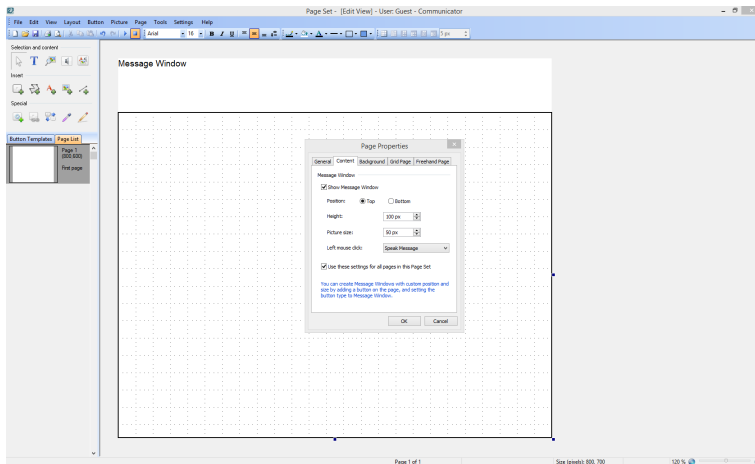 Page Set - [Edit View] - User: Guest - Communicator
File Edit View Layout Button Picture Page Tools Settings Help
Arial 16 B I U 5 px
Selection and content
Message Window
Insert
Special
Button Templates Page List
Page 1
(800,600)
First page
Page Properties
General Content Background Grid Page Freehand Page
Message Window
Show Message Window
Position: Top Bottom
Height: 100 px
Picture size: 50 px
Left mouse click: Speak Message
Use these settings for all pages in this Page Set
You can create Message Windows with custom position and
size by adding a button on the page, and setting the
button type to Message Window.
OK Cancel
Page 1 of 1 Size (pixels): 800, 700 120 %